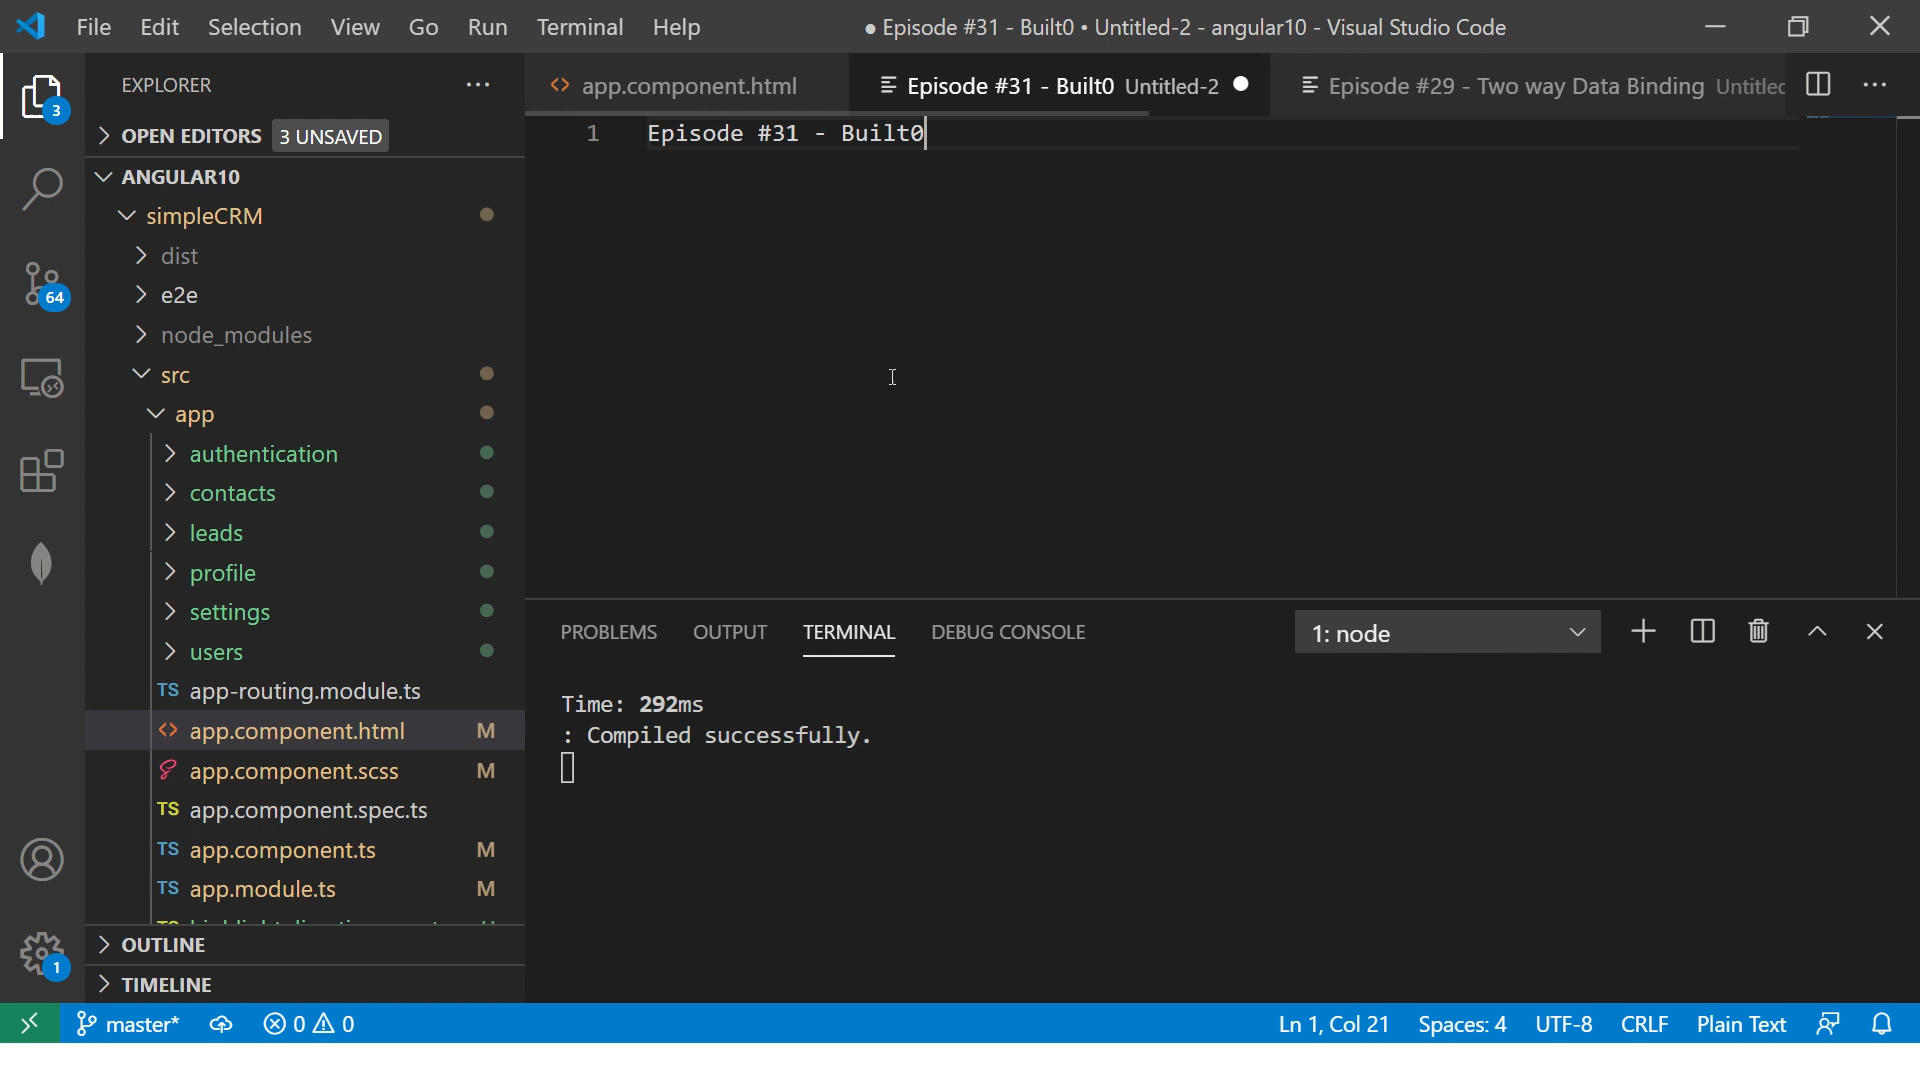 File Edit Selection View Go Run Terminal Help
● Episode #31 - Built0 • Untitled-2 - angular10 - Visual Studio Code
EXPLORER
app.component.html
Episode #31 - Built0 Untitled-2
Episode #29 - Two way Data Binding
3
OPEN EDITORS 3 UNSAVED
1 Episode #31 - Built0
ANGULAR10
simpleCRM
dist
e2e
64
node_modules
src
app
authentication
contacts
leads
profile
settings
users
TS app-routing.module.ts
<> app.component.html M
app.component.scss M
TS app.component.spec.ts
TS app.component.ts M
TS app.module.ts M
OUTLINE
1
TIMELINE
PROBLEMS OUTPUT TERMINAL DEBUG CONSOLE
1: node
Time: 292ms
: Compiled successfully.
master* 0 0
Ln 1, Col 21 Spaces: 4 UTF-8 CRLF Plain Text